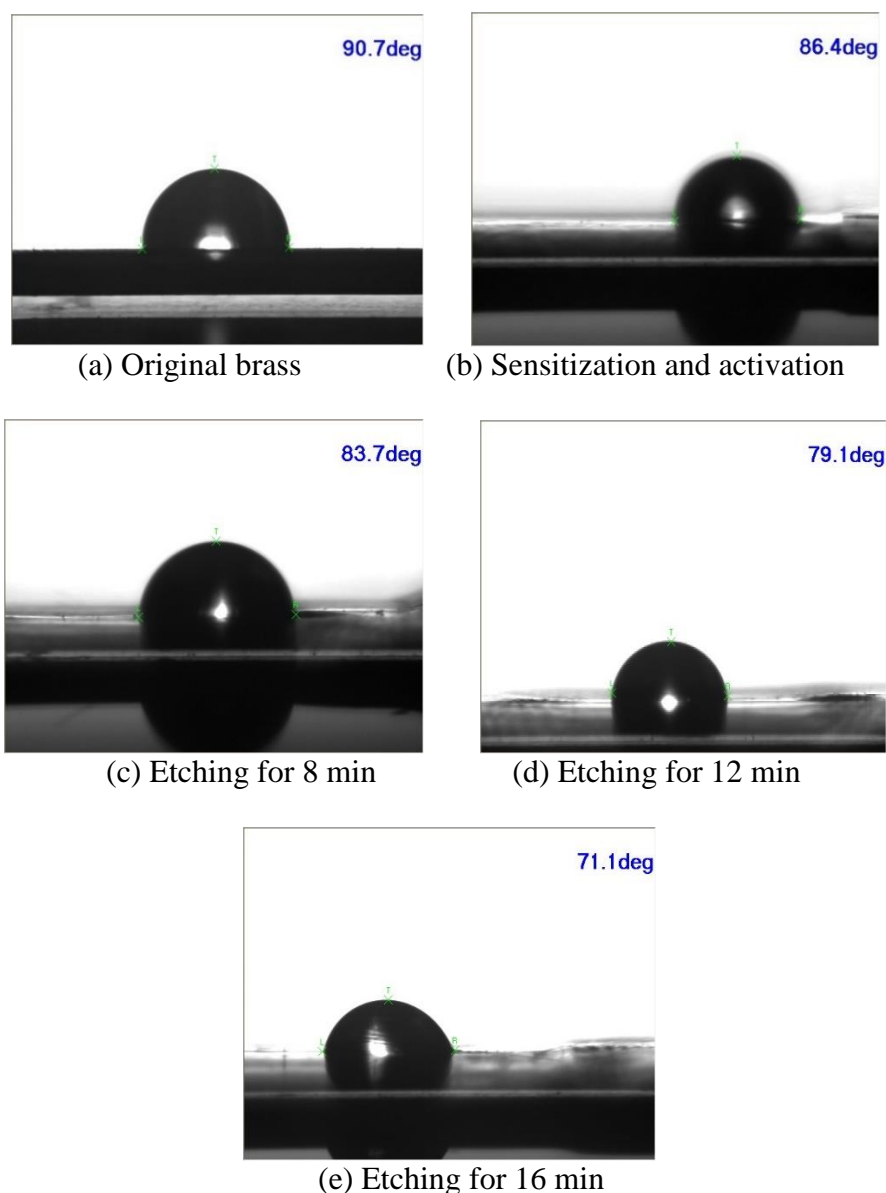 90.7deg
T
(a) Original brass
86.4deg
T
(b) Sensitization and activation
83.7deg
T
R
(c) Etching for 8 min
79.1deg
T
L
R
(d) Etching for 12 min
71.1deg
T
L
R
(e) Etching for 16 min